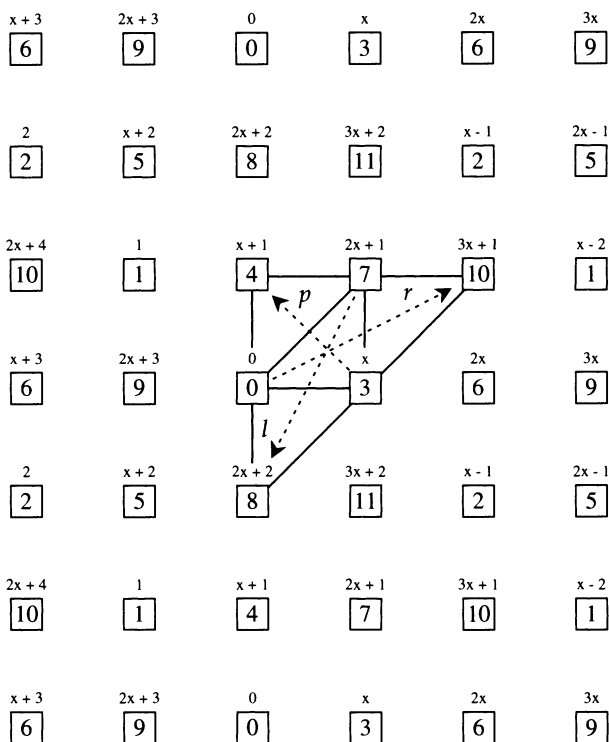 x + 3 2x + 3 0 x 2x 3x
6 9 0 3 6 9
2 x + 2 2x + 2 3x + 2 x - 1 2x - 1
2 5 8 11 2 5
2x + 4 1 x + 1 2x + 1 3x + 1 x - 2
10 1 4 7 10 1
p r
x + 3 2x + 3 0 x 2x 3x
6 9 0 3 6 9
l
2 x + 2 2x + 2 3x + 2 x - 1 2x - 1
2 5 8 11 2 5
2x + 4 1 x + 1 2x + 1 3x + 1 x - 2
10 1 4 7 10 1
x + 3 2x + 3 0 x 2x 3x
6 9 0 3 6 9